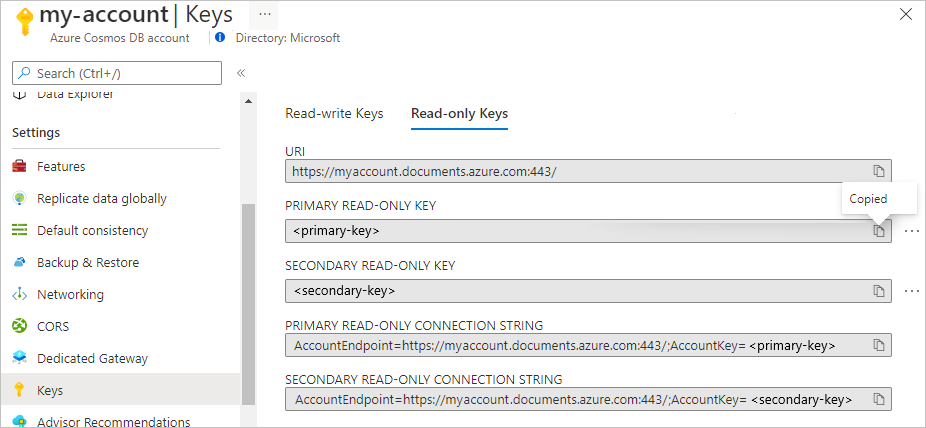 my-account | Keys ...
Azure Cosmos DB account Directory: Microsoft
Search (Ctrl+/) «
Data Explorer
Settings
Features
Replicate data globally
Default consistency
Backup & Restore
Networking
CORS
Dedicated Gateway
Keys
Advisor Recommendations
Read-write Keys Read-only Keys
URI
https://myaccount.documents.azure.com:443/
Copied
PRIMARY READ-ONLY KEY
<primary-key>
SECONDARY READ-ONLY KEY
<secondary-key>
PRIMARY READ-ONLY CONNECTION STRING
AccountEndpoint=https://myaccount.documents.azure.com:443/;AccountKey= <primary-key>
SECONDARY READ-ONLY CONNECTION STRING
AccountEndpoint=https://myaccount.documents.azure.com:443/;AccountKey= <secondary-key>